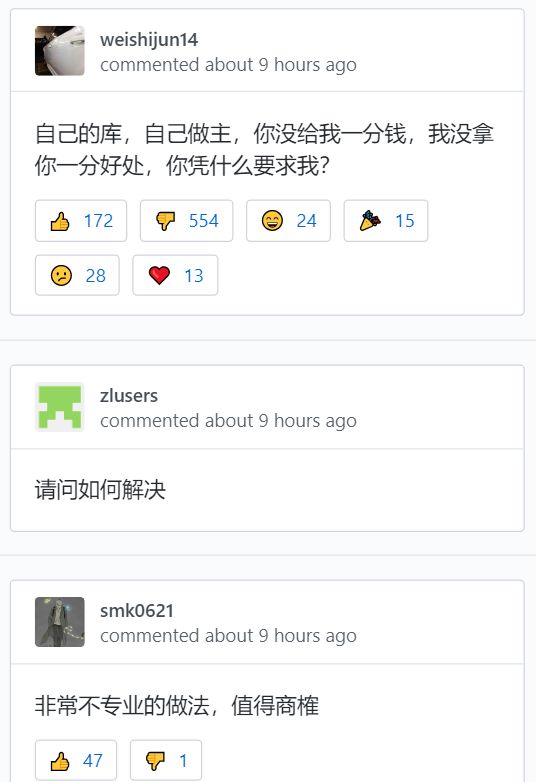 weishijun14
commented about 9 hours ago
自己的库，自己做主，你没给我一分钱，我没拿
你一分好处，你凭什么要求我？
👍 172 👎 554 😄 24 🎉 15
😕 28 ❤️ 13
zlusers
commented about 9 hours ago
请问如何解决
smk0621
commented about 9 hours ago
非常不专业的做法，值得商榷
👍 47 👎 1